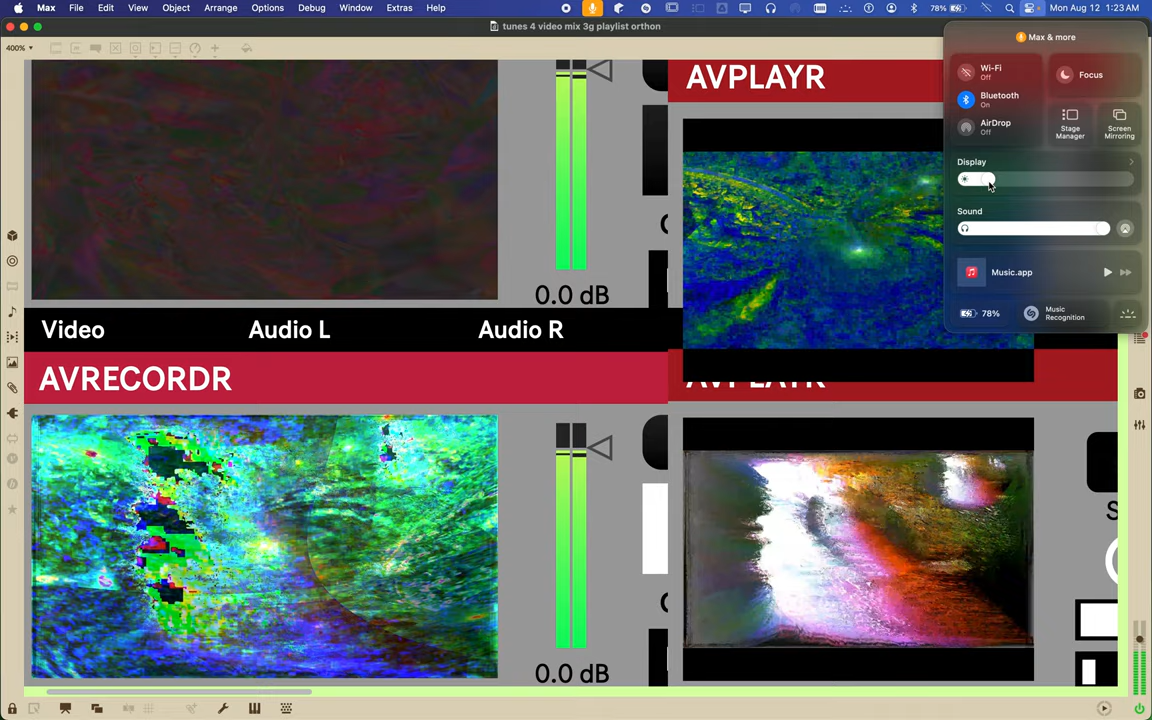 Max File Edit View Object Arrange Options Debug Window Extras Help
78%
Mon Aug 12 1:23 AM
tunes 4 video mix 3g playlist orthon
400%
Max & more
Wi-Fi
Off
Focus
Bluetooth
On
AirDrop
Off
Stage
Manager
Screen
Mirroring
Display
Sound
Music.app
78%
Music
Recognition
AVPLAYR
0.0 dB
Video Audio L Audio R
AVRECORDR
AVPLAYR
0.0 dB